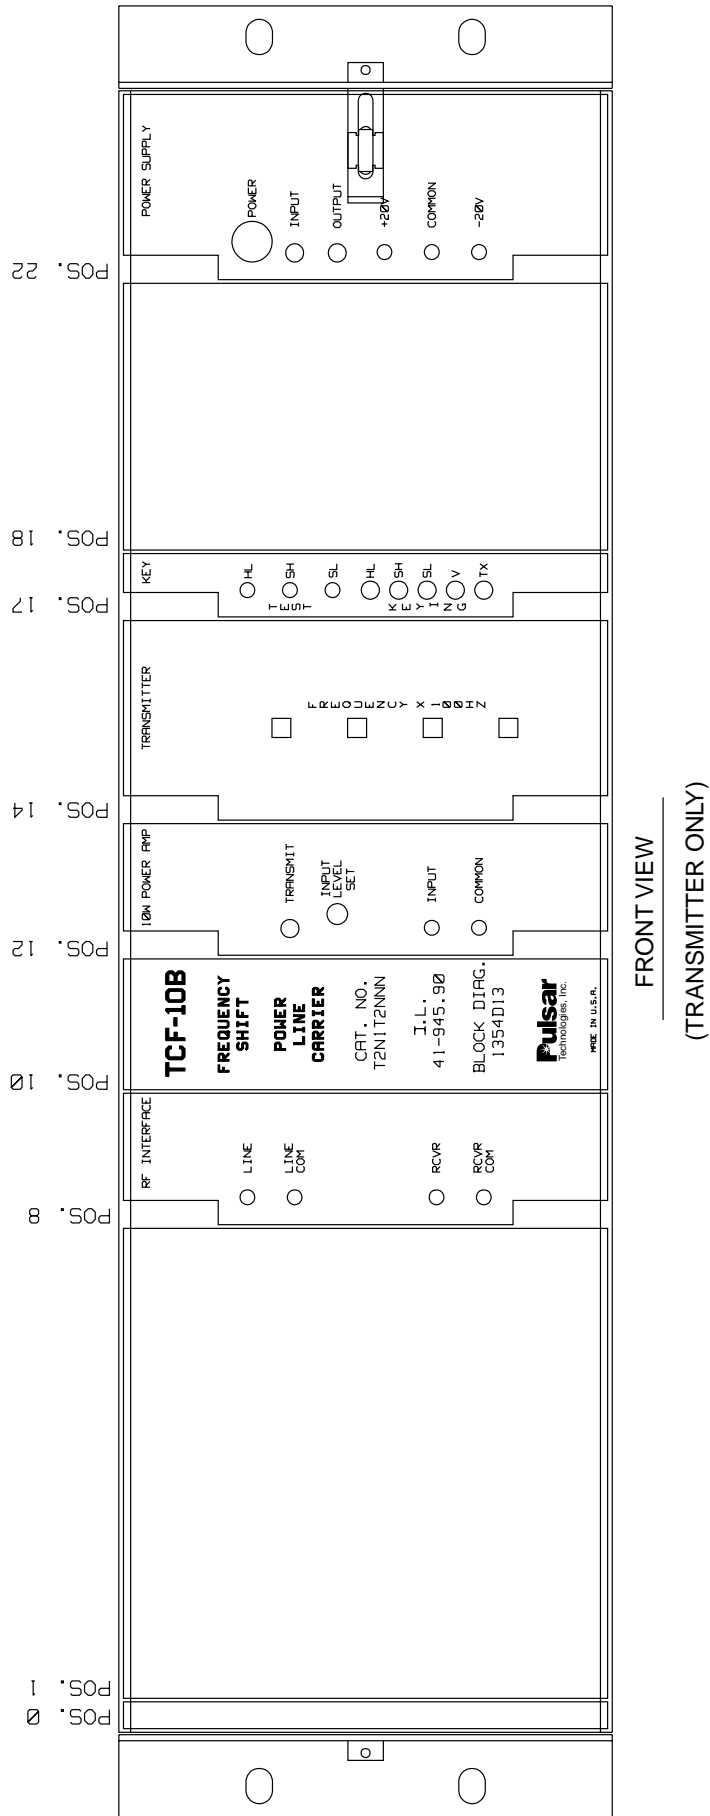 POWER SUPPLY
POWER
INPUT
OUTPUT
+20V
COMMON
-20V
POS. 22
POS. 18
KEY
HL
SH
SL
HL
SH
SL
V
TX
TEST
KEYING
POS. 17
TRANSMITTER
FREQUENCY X 100HZ
POS. 14
10W POWER AMP
TRANSMIT
INPUT
LEVEL
SET
INPUT
COMMON
POS. 12
TCF-10B
FREQUENCY
SHIFT
POWER
LINE
CARRIER
CAT. NO.
T2N1T2NNN
I.L.
41-945.90
BLOCK DIAG.
1354D13
Pulsar
Technologies, Inc.
MADE IN U.S.A.
POS. 10
RF INTERFACE
LINE
LINE
COM
RCVR
RCVR
COM
POS. 8
POS. 1
POS. 0
FRONT VIEW
(TRANSMITTER ONLY)